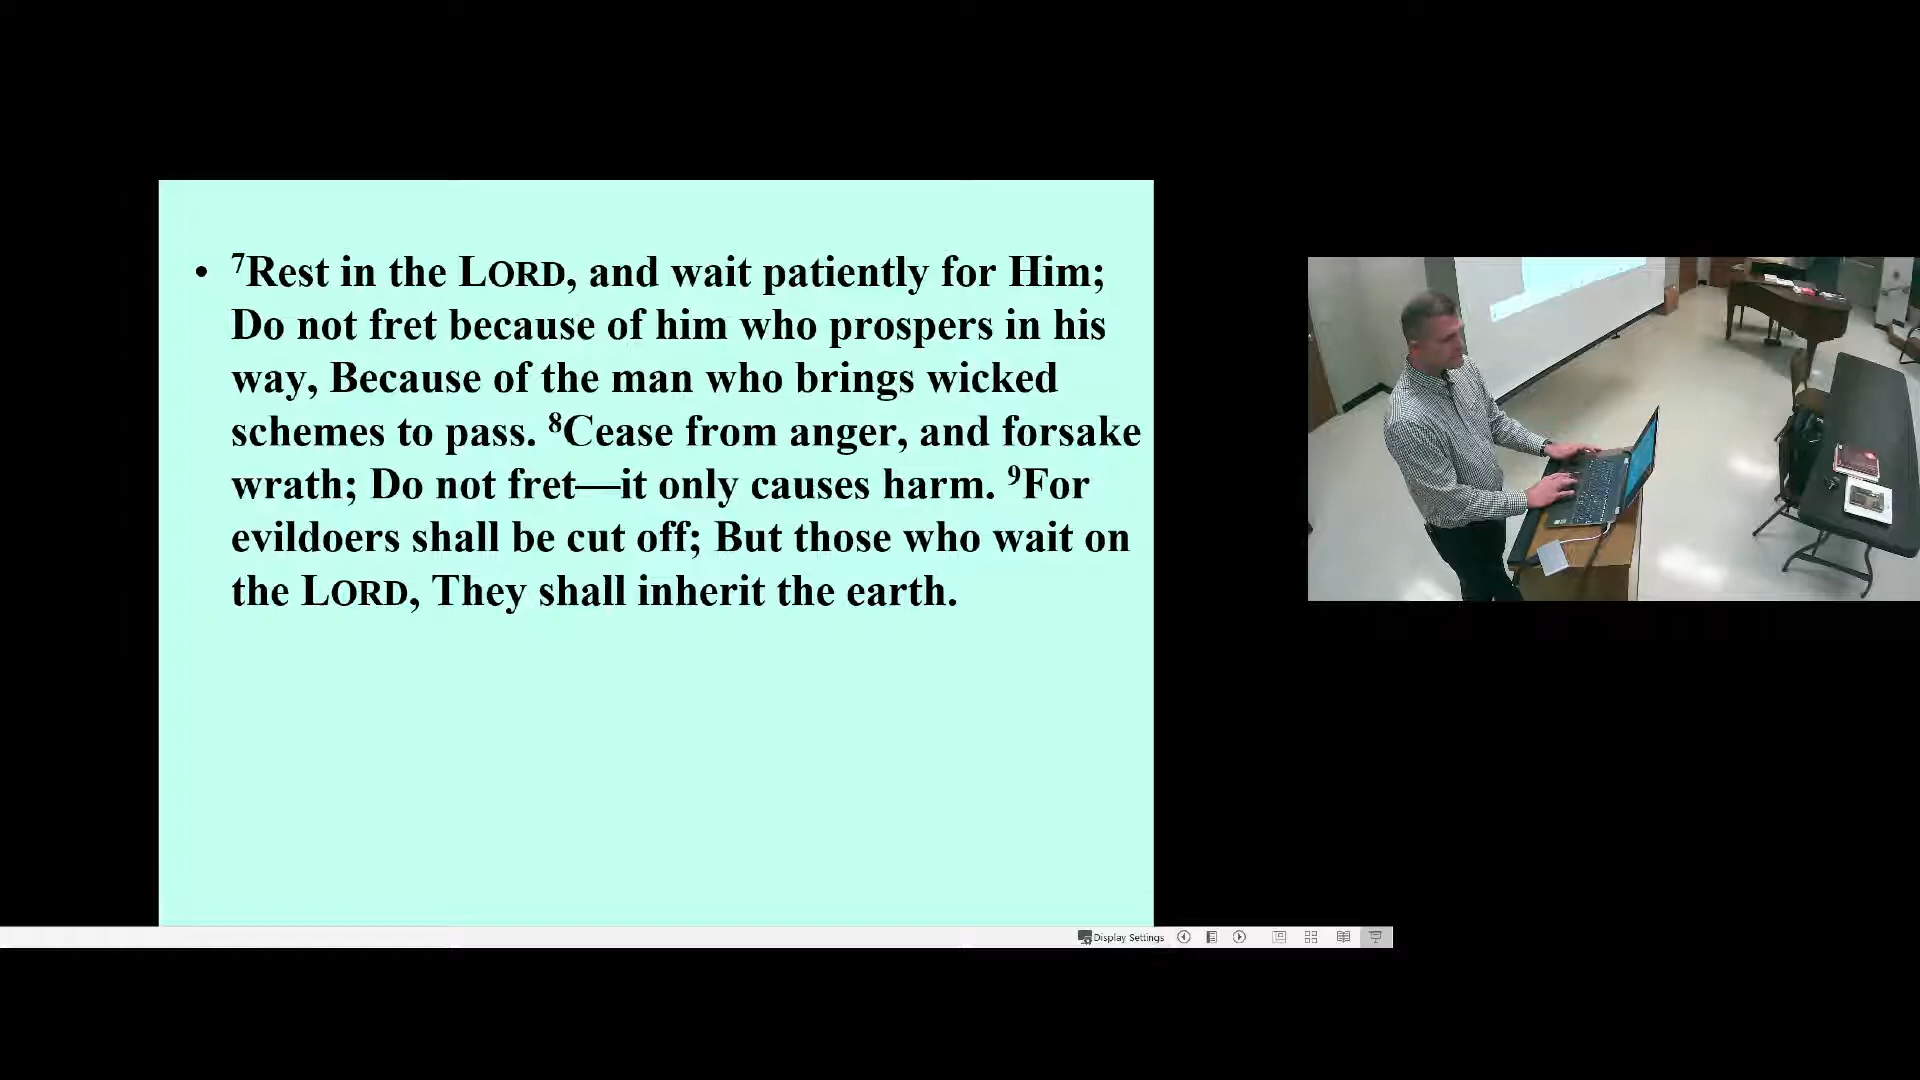 • ⁷Rest in the LORD, and wait patiently for Him;
Do not fret because of him who prospers in his
way, Because of the man who brings wicked
schemes to pass. ⁸Cease from anger, and forsake
wrath; Do not fret—it only causes harm. ⁹For
evildoers shall be cut off; But those who wait on
the LORD, They shall inherit the earth.
Display Settings